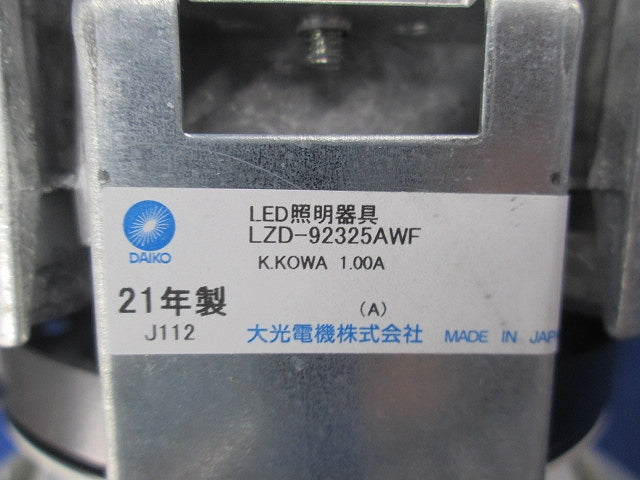 LED照明器具
LZD-92325AWF
DAIKO
K.KOWA 1.00A
21年製
(A)
J112
大光電機株式会社
MADE IN JAP